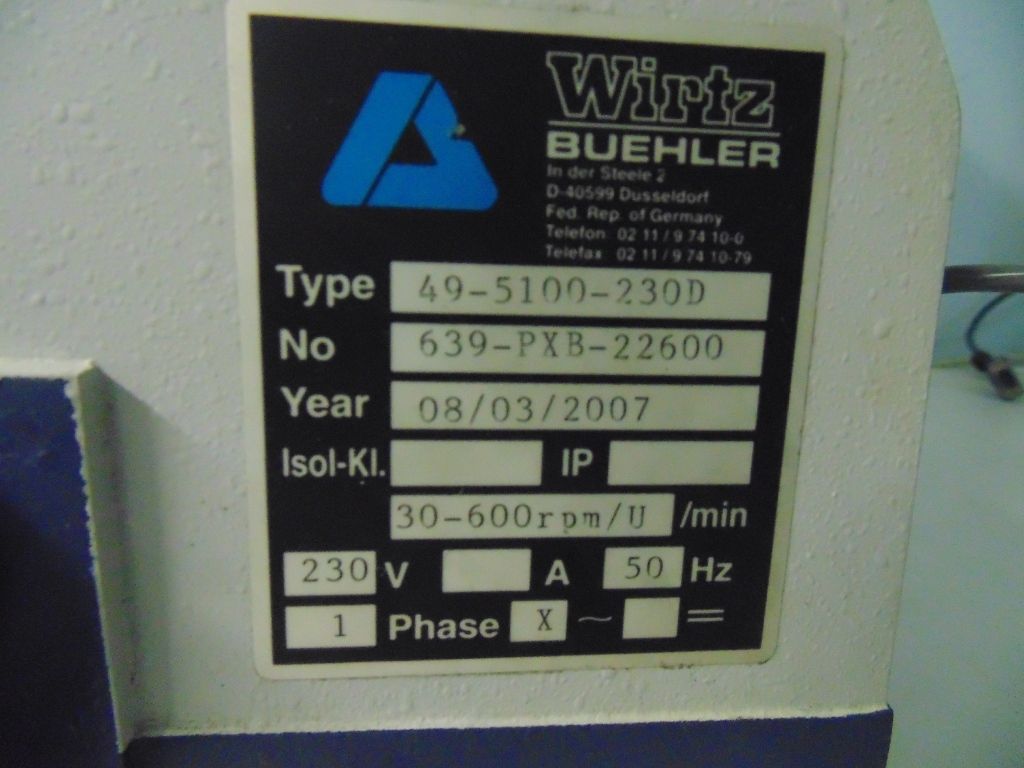 Wirtz
BUEHLER
In der Steele 2
D-40599 Dusseldorf
Fed. Rep. of Germany
Telefon 02 11 / 9 74 10-0
Telefax 02 11 / 9 74 10-79
Type 49-5100-230D
No 639-PXB-22600
Year 08/03/2007
Isol-Kl. IP
30-600rpm/U /min
230 V A 50 Hz
1 Phase X ~ =